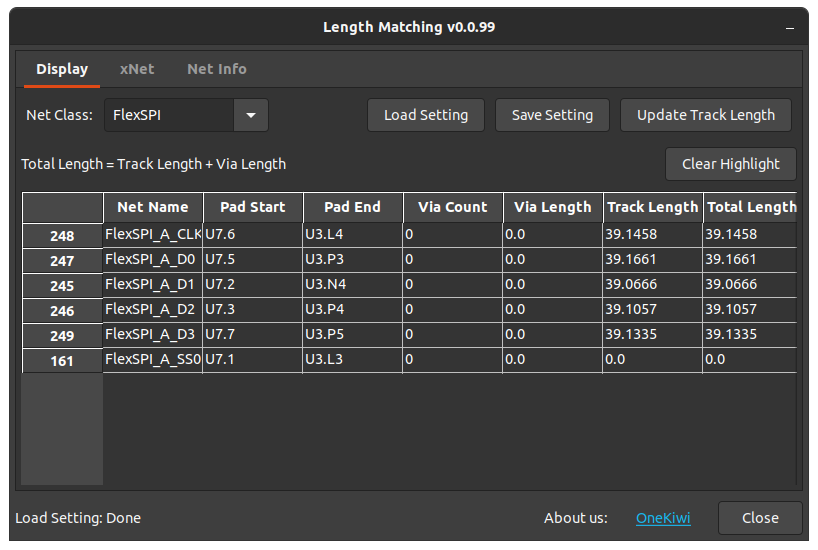 Length Matching v0.0.99
Display xNet Net Info
Net Class: FlexSPI Load Setting Save Setting Update Track Length
Total Length = Track Length + Via Length Clear Highlight
Net Name Pad Start Pad End Via Count Via Length Track Length Total Length
248 FlexSPI_A_CLK U7.6 U3.L4 0 0.0 39.1458 39.1458
247 FlexSPI_A_D0 U7.5 U3.P3 0 0.0 39.1661 39.1661
245 FlexSPI_A_D1 U7.2 U3.N4 0 0.0 39.0666 39.0666
246 FlexSPI_A_D2 U7.3 U3.P4 0 0.0 39.1057 39.1057
249 FlexSPI_A_D3 U7.7 U3.P5 0 0.0 39.1335 39.1335
161 FlexSPI_A_SS0 U7.1 U3.L3 0 0.0 0.0 0.0
Load Setting: Done About us: OneKiwi Close